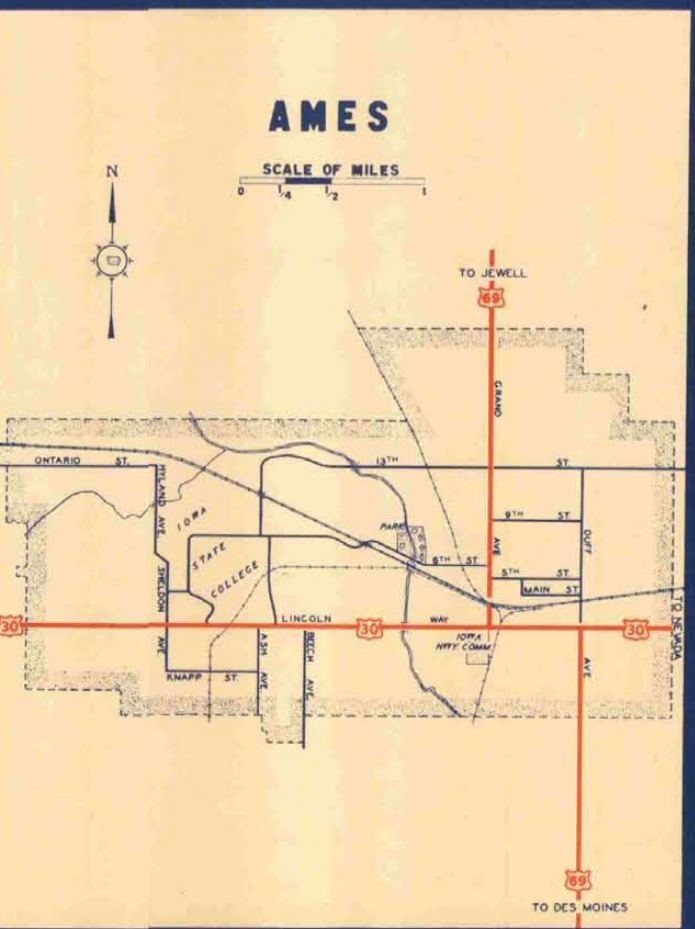 AMES
N
SCALE OF MILES
0 1/4 1/2 1
TO JEWELL
69
GRAND
AVE
ONTARIO ST.
13TH ST.
HYLAND AVE.
IOWA
STATE
COLLEGE
PARK
9TH ST.
DUFF
AVE
6TH ST.
5TH ST.
MAIN ST.
SHELDON AVE
30
LINCOLN
30
WAY
30
TO NEVADA
IOWA
HWY. COMM.
ASH AVE.
BEECH AVE.
KNAPP ST.
69
TO DES MOINES